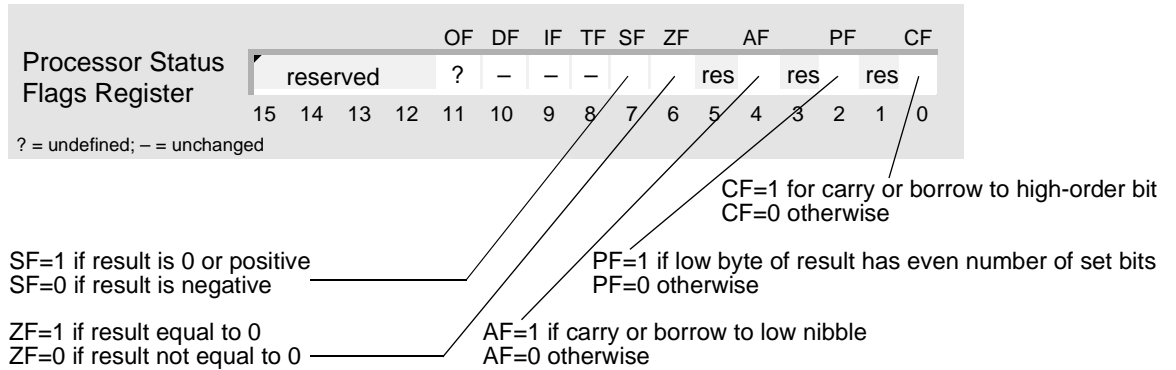 OF DF IF TF SF ZF AF PF CF
Processor Status
Flags Register
reserved ? – – – res res res
15 14 13 12 11 10 9 8 7 6 5 4 3 2 1 0
? = undefined; – = unchanged
CF=1 for carry or borrow to high-order bit
CF=0 otherwise
SF=1 if result is 0 or positive
SF=0 if result is negative
PF=1 if low byte of result has even number of set bits
PF=0 otherwise
ZF=1 if result equal to 0
ZF=0 if result not equal to 0
AF=1 if carry or borrow to low nibble
AF=0 otherwise